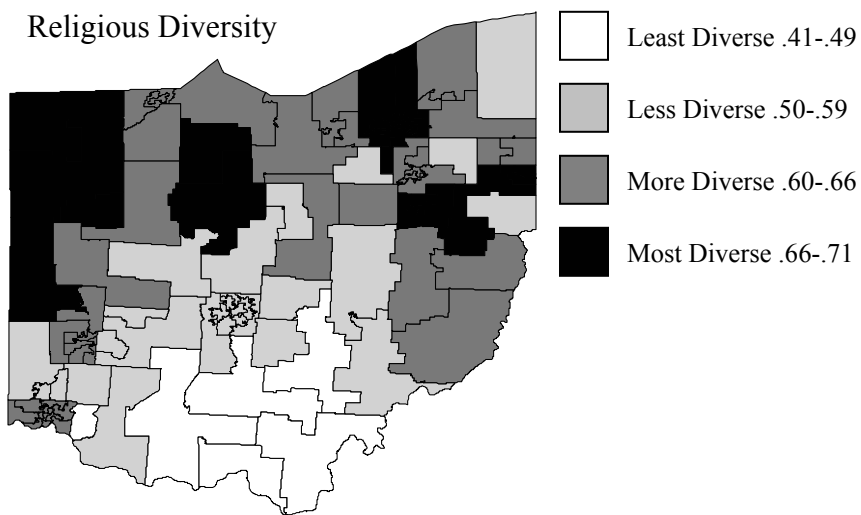 Religious Diversity
Least Diverse .41-.49
Less Diverse .50-.59
More Diverse .60-.66
Most Diverse .66-.71